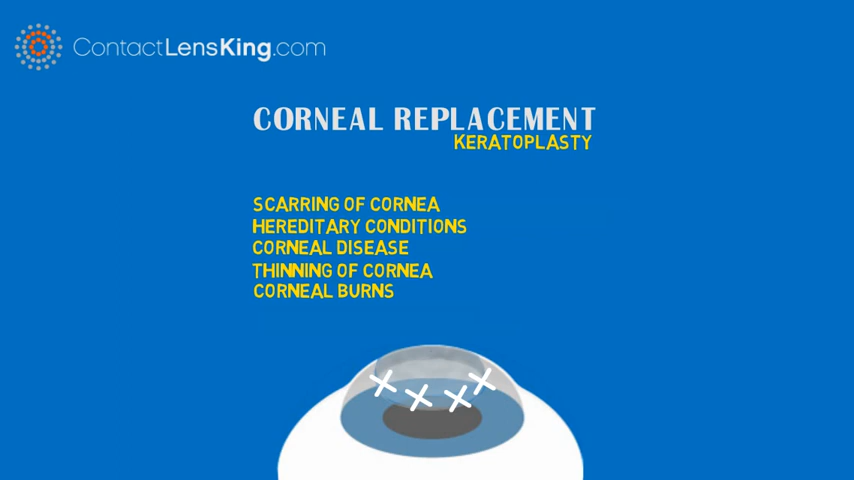 ContactLensKing.com
CORNEAL REPLACEMENT
KERATOPLASTY
SCARRING OF CORNEA
HEREDITARY CONDITIONS
CORNEAL DISEASE
THINNING OF CORNEA
CORNEAL BURNS